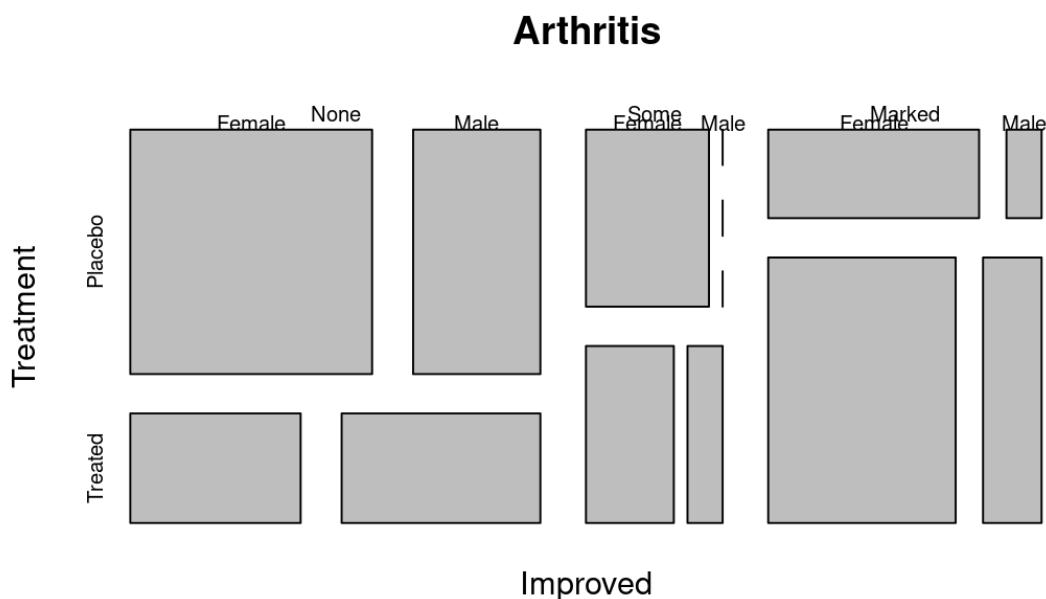 Arthritis
None Some Marked
Female Male Female Male Female Male
Treatment
Placebo
Treated
Improved